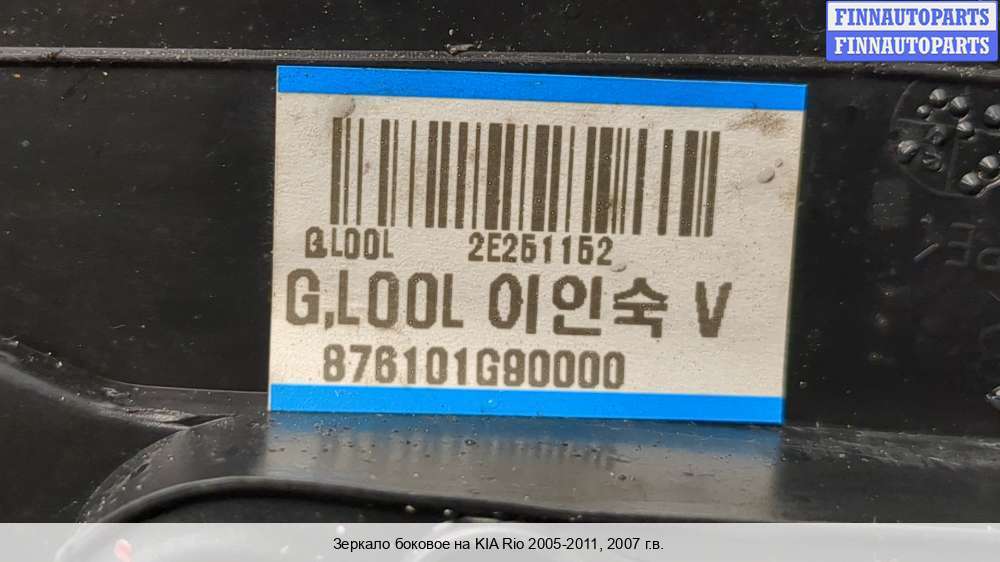 FINNAUTOPARTS
FINNAUTOPARTS
G.LOOL 2E251152
G,LOOL 이인숙 V
876101G90000
Зеркало боковое на KIA Rio 2005-2011, 2007 г.в.